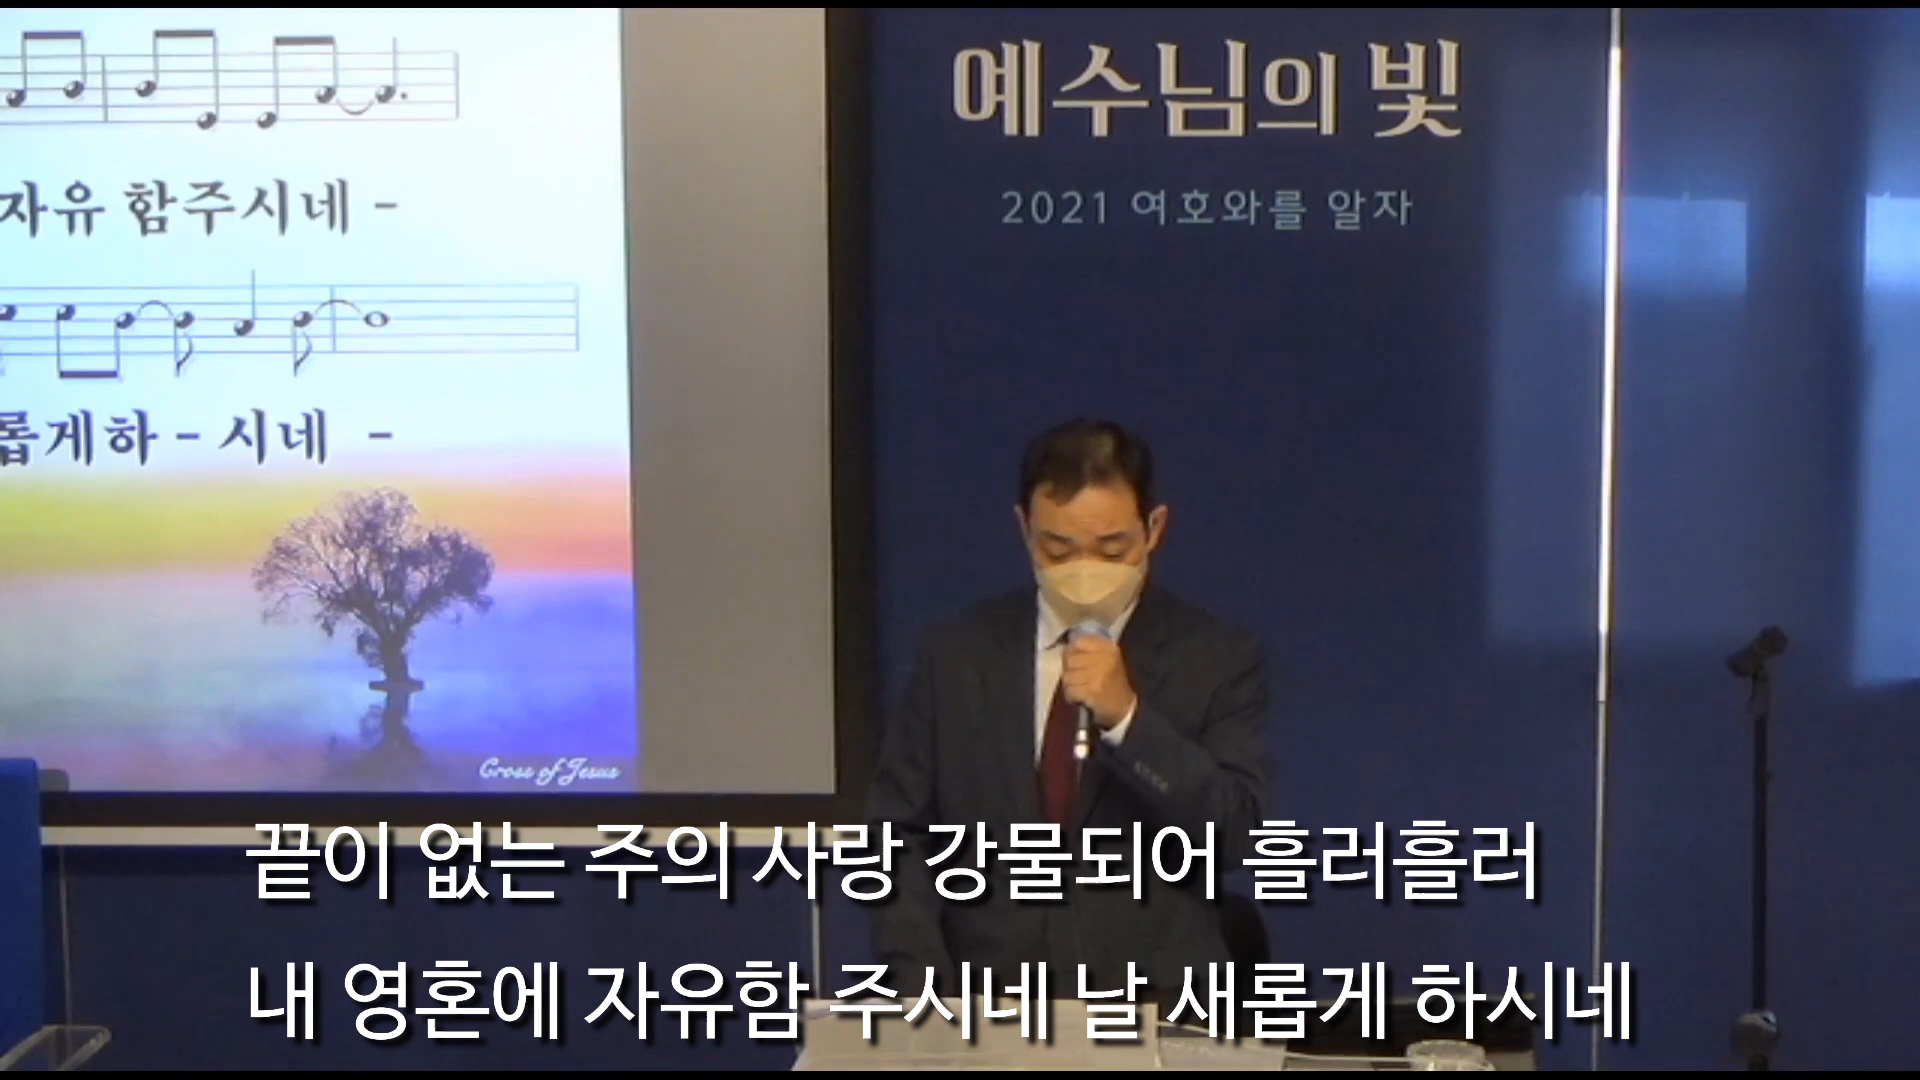 예수님의 빛
2021 여호와를 알자
자유 함주시네 -
롭게하 - 시네 -
Cross of Jesus
끝이 없는 주의 사랑 강물되어 흘러흘러
내 영혼에 자유함 주시네 날 새롭게 하시네